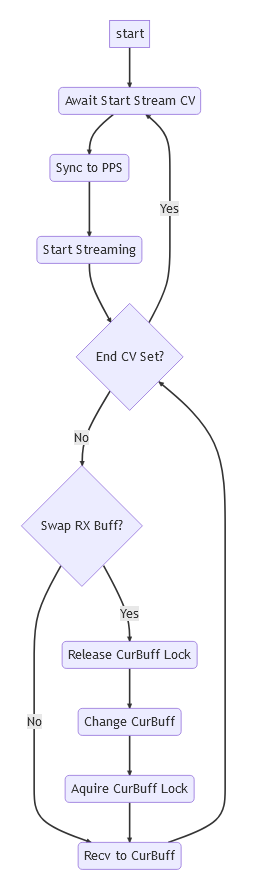 start
Await Start Stream CV
Sync to PPS
Yes
Start Streaming
End CV Set?
No
Swap RX Buff?
Yes
Release CurBuff Lock
No
Change CurBuff
Aquire CurBuff Lock
Recv to CurBuff